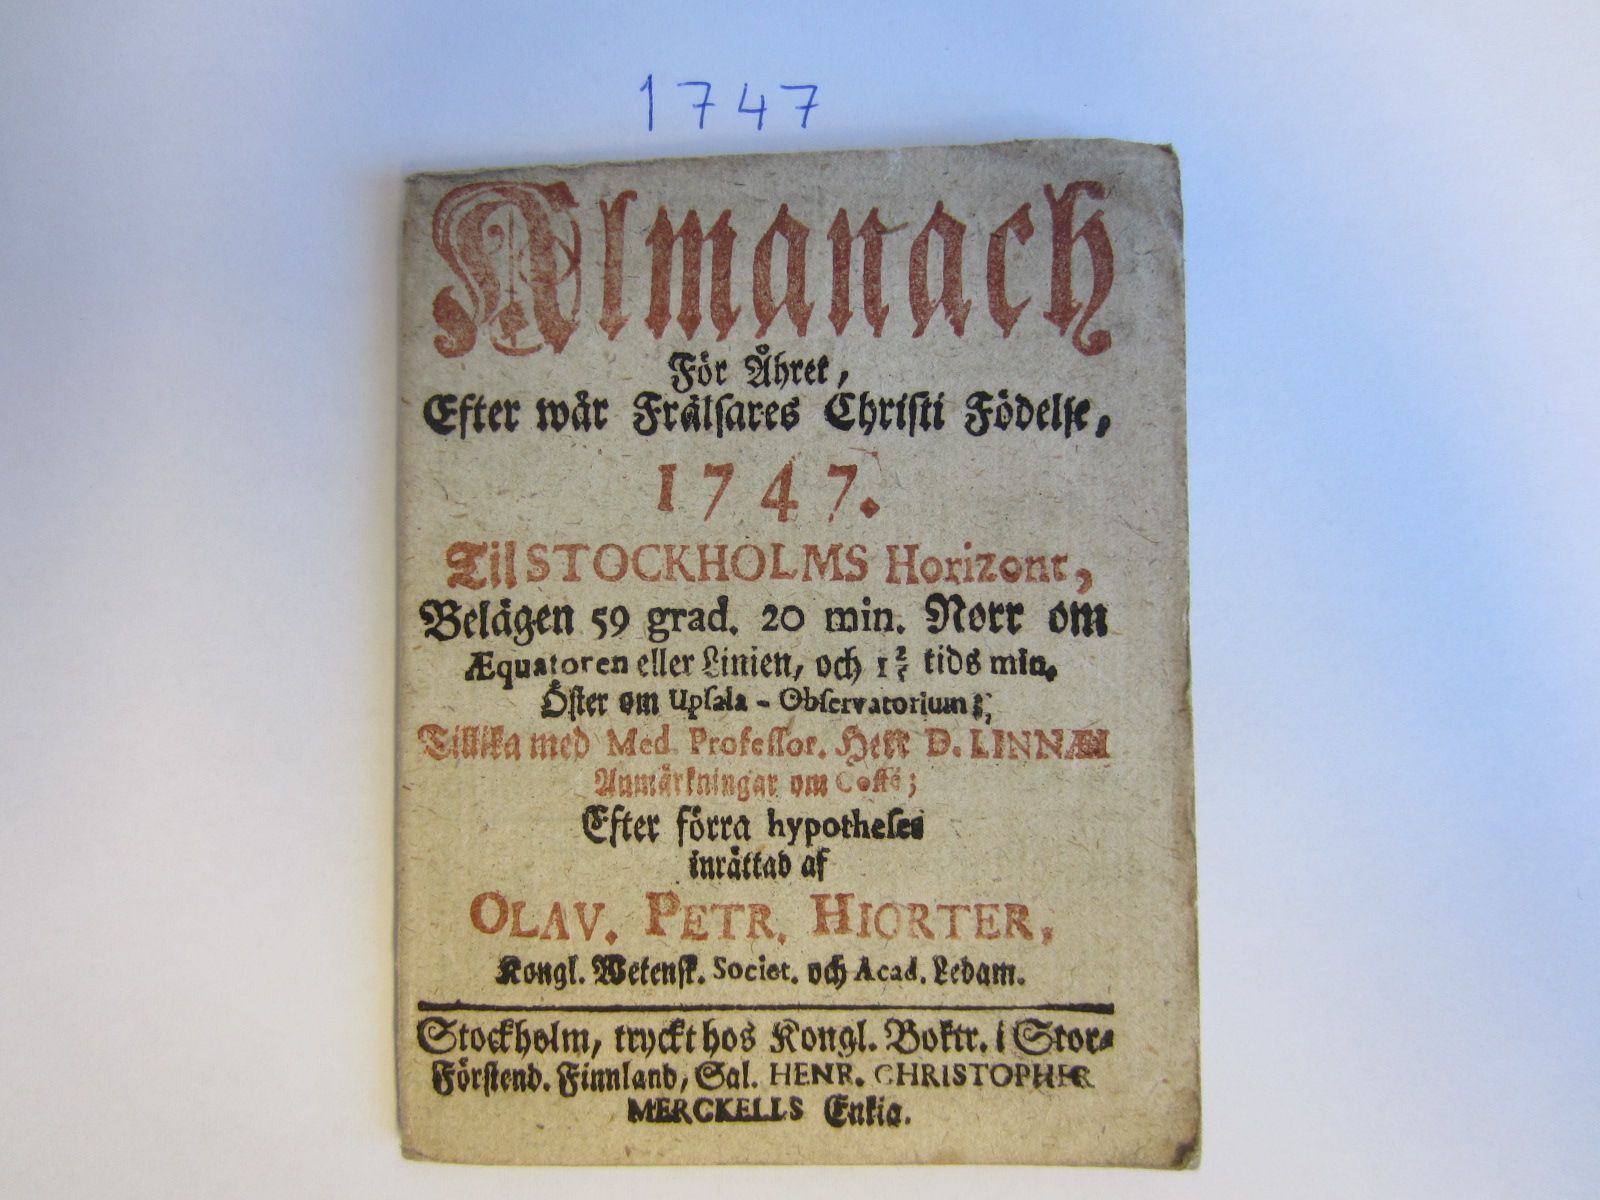 1747
Almanach
För Åhret,
Efter wår Frälsares Christi Födelse,
1747.
Til STOCKHOLMS Horizont,
Belägen 59 grad. 20 min. Norr om
Æquatoren eller Linien, och 1 2/5 tids min.
Öster om Upsala - Observatorium;
Tillika med Med. Professor. Herr D. LINNÆI
Anmärkningar om Coffé;
Efter förra hypotheses
inrättad af
OLAV. PETR. HIORTER,
Kongl. Wetensk. Societ. och Acad. Ledam.
Stockholm, tryckt hos Kongl. Boktr. i Stor-
Förstend. Finnland, Sal. HENR. CHRISTOPHER
MERCKELLS Enkia.